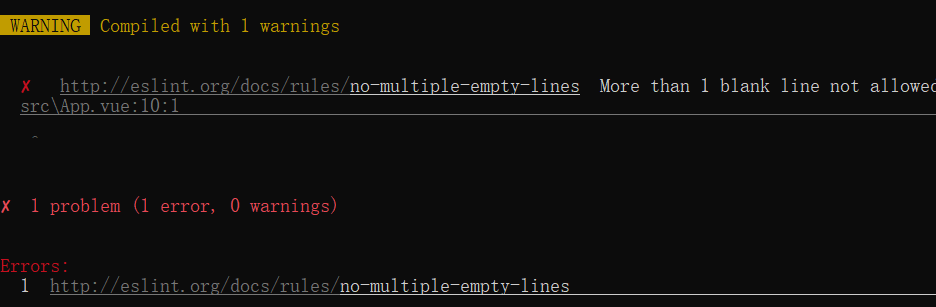 WARNING Compiled with 1 warnings
✗ http://eslint.org/docs/rules/no-multiple-empty-lines More than 1 blank line not allowed
src\App.vue:10:1
^
✗ 1 problem (1 error, 0 warnings)
Errors:
1 http://eslint.org/docs/rules/no-multiple-empty-lines